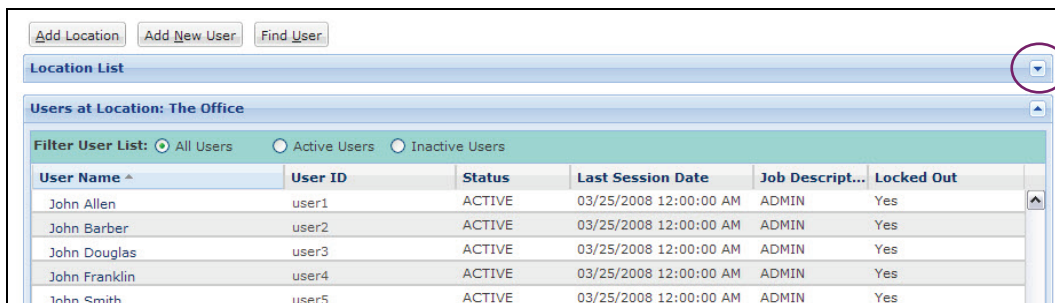 Add Location Add New User Find User
Location List
Users at Location: The Office
Filter User List: All Users Active Users Inactive Users
User Name User ID Status Last Session Date Job Descript... Locked Out
John Allen user1 ACTIVE 03/25/2008 12:00:00 AM ADMIN Yes
John Barber user2 ACTIVE 03/25/2008 12:00:00 AM ADMIN Yes
John Douglas user3 ACTIVE 03/25/2008 12:00:00 AM ADMIN Yes
John Franklin user4 ACTIVE 03/25/2008 12:00:00 AM ADMIN Yes
John Smith user5 ACTIVE 03/25/2008 12:00:00 AM ADMIN Yes